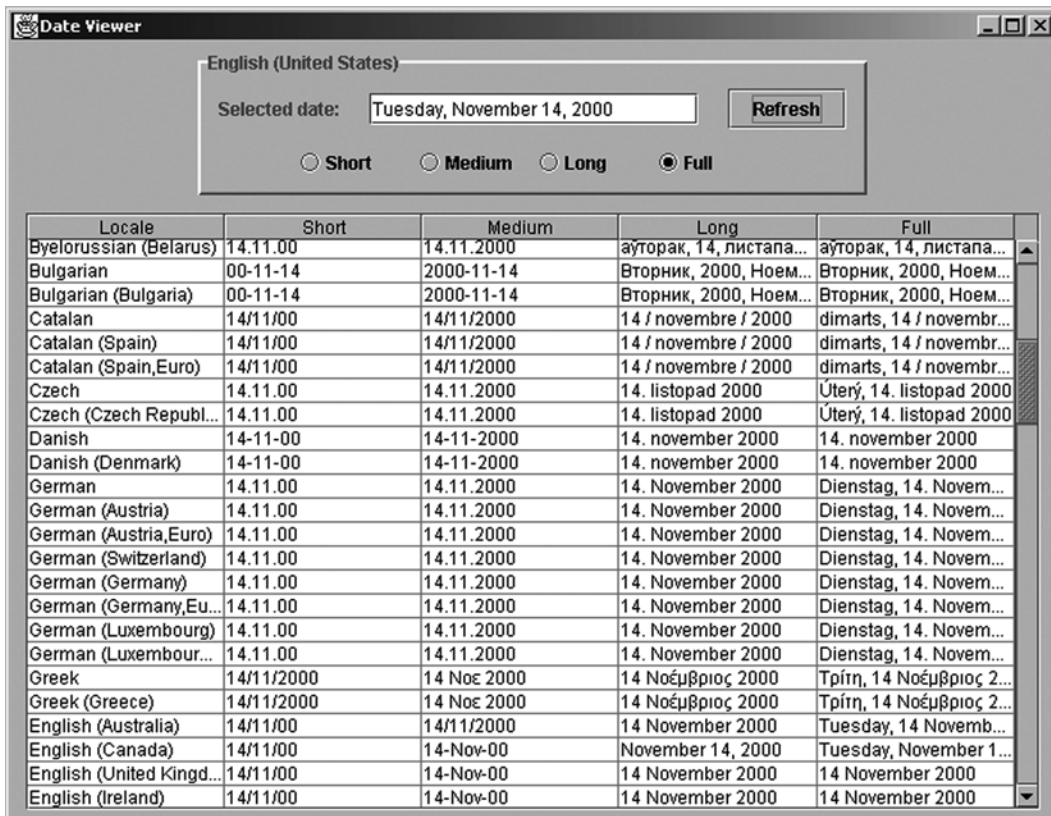 Date Viewer
English (United States)
Selected date: Tuesday, November 14, 2000 Refresh
Short Medium Long Full
Locale Short Medium Long Full
Byelorussian (Belarus) 14.11.00 14.11.2000 аўторак, 14, листапа... аўторак, 14, листапа...
Bulgarian 00-11-14 2000-11-14 Вторник, 2000, Ноем... Вторник, 2000, Ноем...
Bulgarian (Bulgaria) 00-11-14 2000-11-14 Вторник, 2000, Ноем... Вторник, 2000, Ноем...
Catalan 14/11/00 14/11/2000 14 / novembre / 2000 dimarts, 14 / novembr...
Catalan (Spain) 14/11/00 14/11/2000 14 / novembre / 2000 dimarts, 14 / novembr...
Catalan (Spain,Euro) 14/11/00 14/11/2000 14 / novembre / 2000 dimarts, 14 / novembr...
Czech 14.11.00 14.11.2000 14. listopad 2000 Úterý, 14. listopad 2000
Czech (Czech Republ... 14.11.00 14.11.2000 14. listopad 2000 Úterý, 14. listopad 2000
Danish 14-11-00 14-11-2000 14. november 2000 14. november 2000
Danish (Denmark) 14-11-00 14-11-2000 14. november 2000 14. november 2000
German 14.11.00 14.11.2000 14. November 2000 Dienstag, 14. Novem...
German (Austria) 14.11.00 14.11.2000 14. November 2000 Dienstag, 14. Novem...
German (Austria,Euro) 14.11.00 14.11.2000 14. November 2000 Dienstag, 14. Novem...
German (Switzerland) 14.11.00 14.11.2000 14. November 2000 Dienstag, 14. Novem...
German (Germany) 14.11.00 14.11.2000 14. November 2000 Dienstag, 14. Novem...
German (Germany,Eu... 14.11.00 14.11.2000 14. November 2000 Dienstag, 14. Novem...
German (Luxembourg) 14.11.00 14.11.2000 14. November 2000 Dienstag, 14. Novem...
German (Luxembour... 14.11.00 14.11.2000 14. November 2000 Dienstag, 14. Novem...
Greek 14/11/2000 14 Νοε 2000 14 Νοέμβριος 2000 Τρίτη, 14 Νοέμβριος 2...
Greek (Greece) 14/11/2000 14 Νοε 2000 14 Νοέμβριος 2000 Τρίτη, 14 Νοέμβριος 2...
English (Australia) 14/11/00 14/11/2000 14 November 2000 Tuesday, 14 Novemb...
English (Canada) 14/11/00 14-Nov-00 November 14, 2000 Tuesday, November 1...
English (United Kingd... 14/11/00 14-Nov-00 14 November 2000 14 November 2000
English (Ireland) 14/11/00 14-Nov-00 14 November 2000 14 November 2000